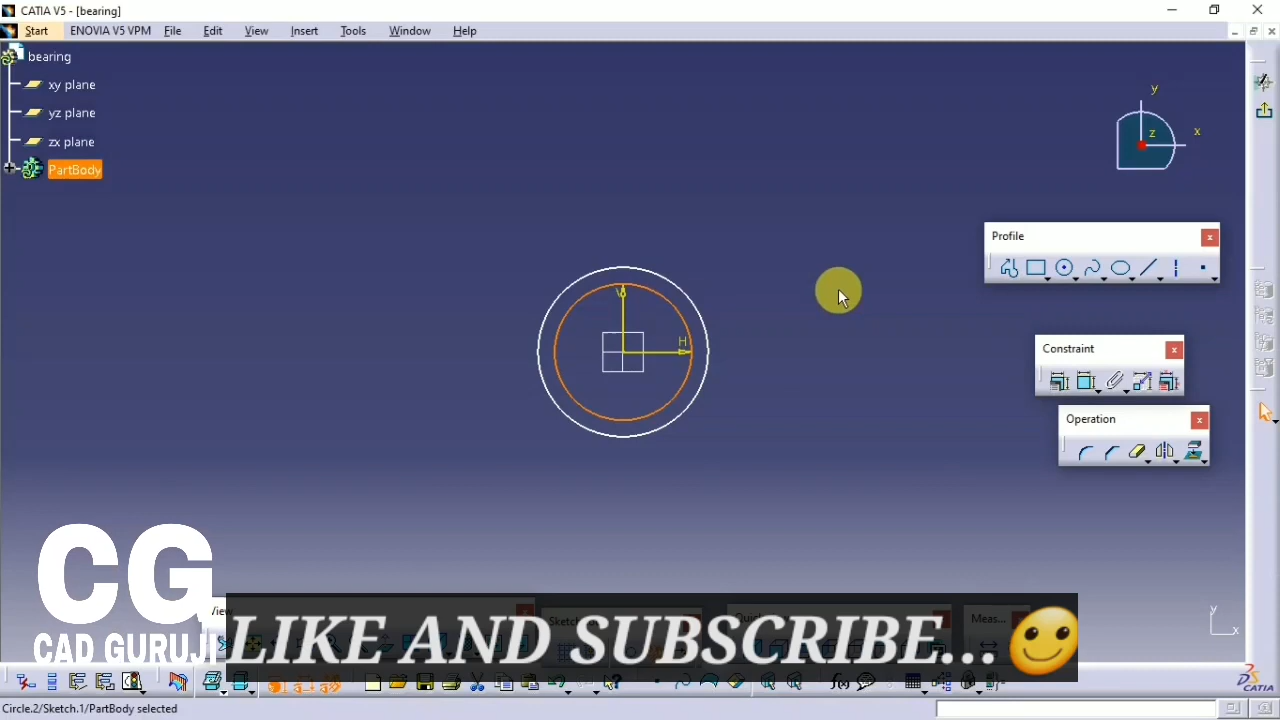 CATIA V5 - [bearing]
Start ENOVIA V5 VPM File Edit View Insert Tools Window Help
bearing
xy plane
yz plane
zx plane
PartBody
y
x
z
Profile
V
H
Constraint
Operation
CG
CAD GURUJI
View
LIKE AND SUBSCRIBE...
Meas...
y
x
f(x)
CATIA
Circle.2/Sketch.1/PartBody selected